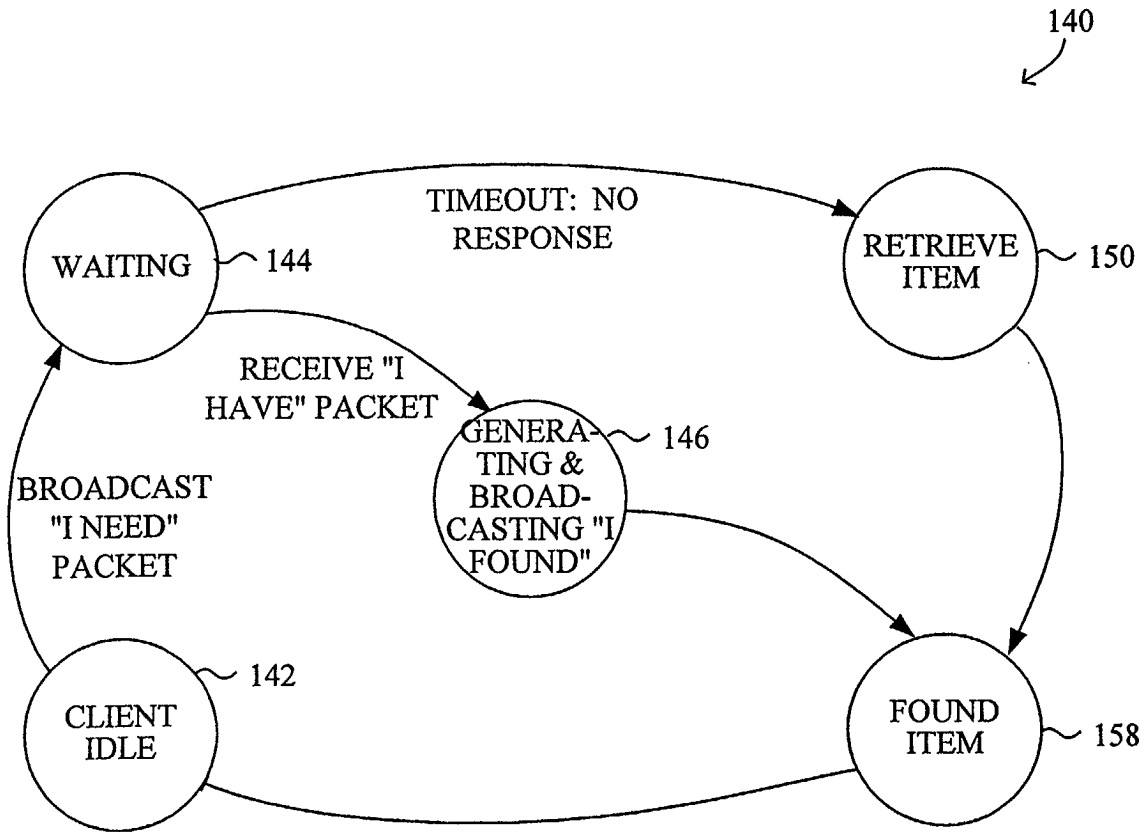 140
TIMEOUT: NO
RESPONSE
WAITING
144
RETRIEVE
ITEM
150
RECEIVE "I
HAVE" PACKET
GENERA-
TING &
BROAD-
CASTING "I
FOUND"
146
BROADCAST
"I NEED"
PACKET
CLIENT
IDLE
142
FOUND
ITEM
158